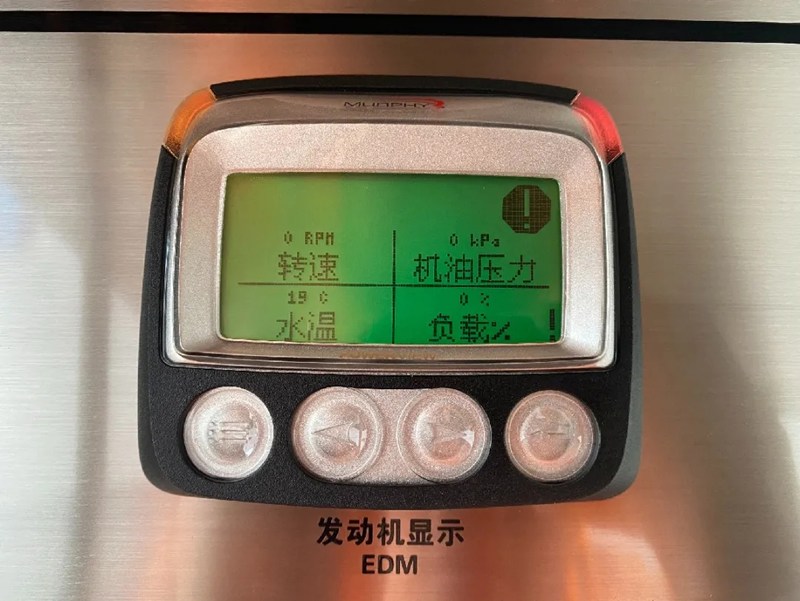 MURPHY
0 RPM
0 kPa
转速
机油压力
19 C
0 %
水温
负载%
发动机显示
EDM